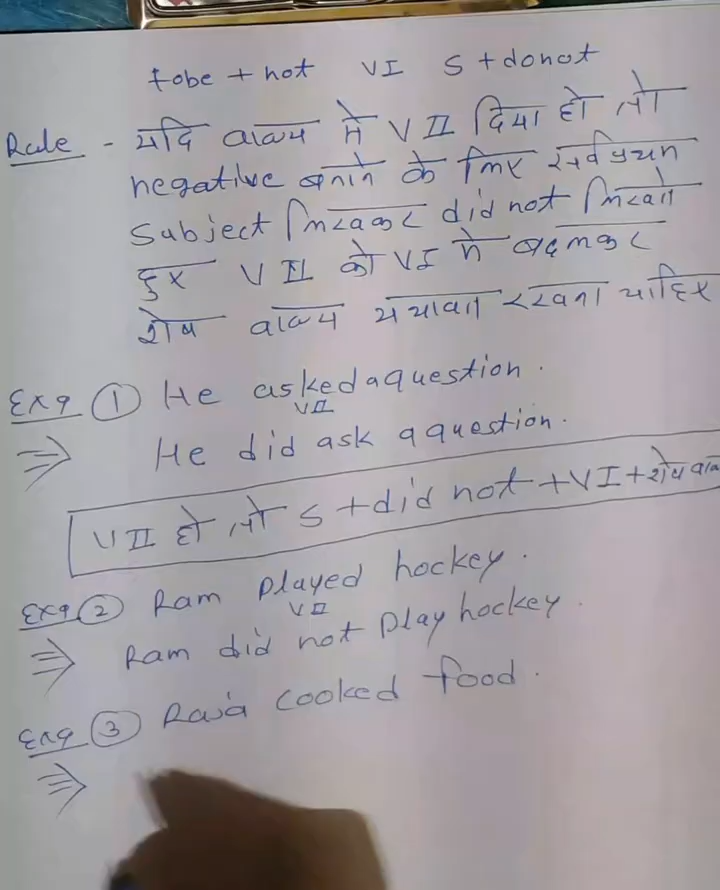 tobe + not VI S + donot
Rule - यदि वाक्य मे V II दिया हो तो
negative बनाने के लिए सर्वप्रथम
Subject लिखकर did not लिखते
हुए V II को VI मे बदलकर
शेष वाक्य यथावत रखना चाहिए
Exq ① He asked a question.
VII
⇒ He did ask a question.
VII हो तो S + did not + VI + शेष
Exq ② Ram played hockey.
VII
⇒ Ram did not play hockey.
Exq ③ Raja cooked food.
⇒